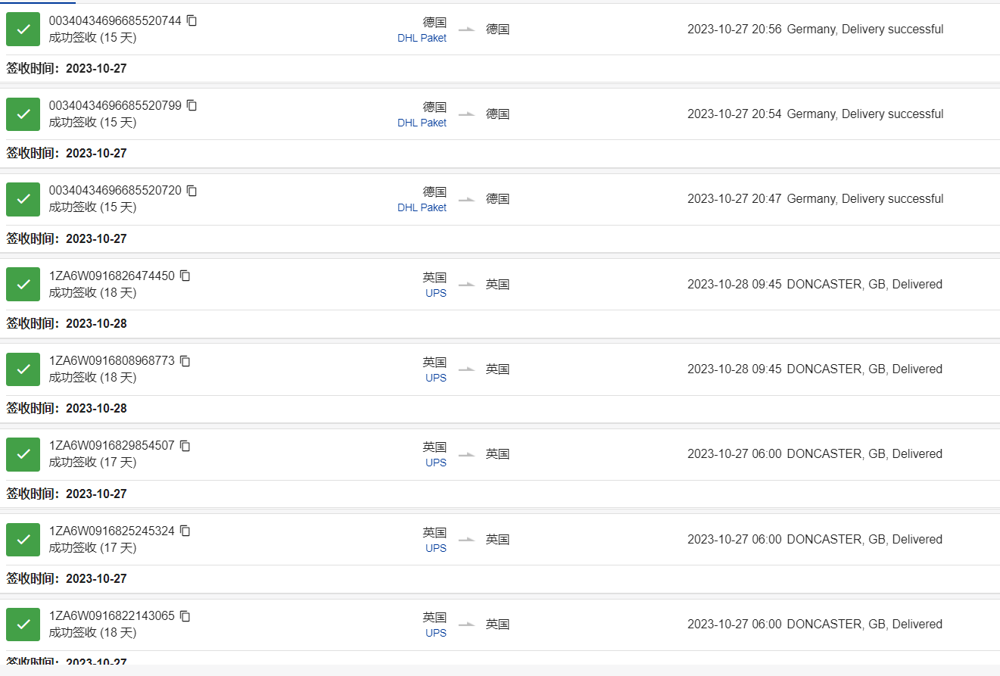 00340434696685520744
成功签收 (15 天)
德国
DHL Paket
德国
2023-10-27 20:56 Germany, Delivery successful
签收时间：2023-10-27
00340434696685520799
成功签收 (15 天)
德国
DHL Paket
德国
2023-10-27 20:54 Germany, Delivery successful
签收时间：2023-10-27
00340434696685520720
成功签收 (15 天)
德国
DHL Paket
德国
2023-10-27 20:47 Germany, Delivery successful
签收时间：2023-10-27
1ZA6W0916826474450
成功签收 (18 天)
英国
UPS
英国
2023-10-28 09:45 DONCASTER, GB, Delivered
签收时间：2023-10-28
1ZA6W0916808968773
成功签收 (18 天)
英国
UPS
英国
2023-10-28 09:45 DONCASTER, GB, Delivered
签收时间：2023-10-28
1ZA6W0916829854507
成功签收 (17 天)
英国
UPS
英国
2023-10-27 06:00 DONCASTER, GB, Delivered
签收时间：2023-10-27
1ZA6W0916825245324
成功签收 (17 天)
英国
UPS
英国
2023-10-27 06:00 DONCASTER, GB, Delivered
签收时间：2023-10-27
1ZA6W0916822143065
成功签收 (18 天)
英国
UPS
英国
2023-10-27 06:00 DONCASTER, GB, Delivered
签收时间：2023-10-27